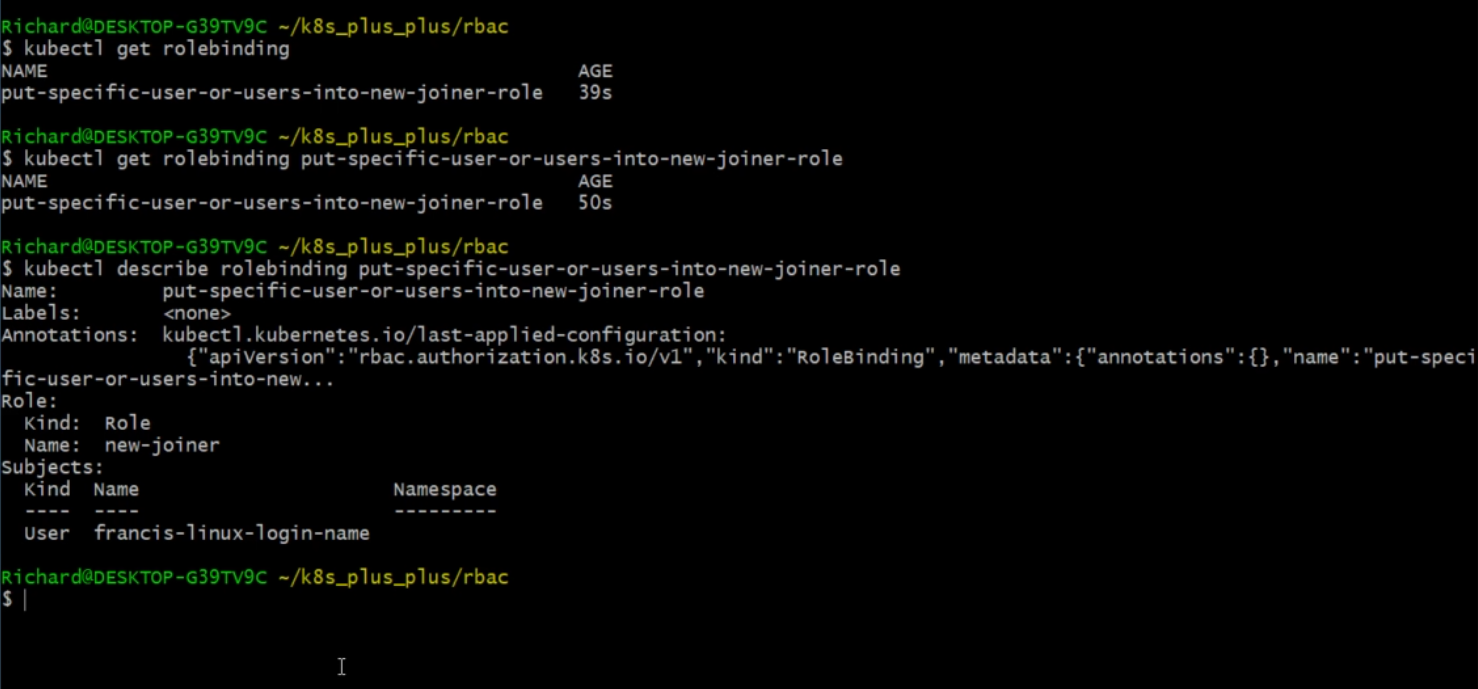 Richard@DESKTOP-G39TV9C ~/k8s_plus_plus/rbac
$ kubectl get rolebinding
NAME AGE
put-specific-user-or-users-into-new-joiner-role 39s
Richard@DESKTOP-G39TV9C ~/k8s_plus_plus/rbac
$ kubectl get rolebinding put-specific-user-or-users-into-new-joiner-role
NAME AGE
put-specific-user-or-users-into-new-joiner-role 50s
Richard@DESKTOP-G39TV9C ~/k8s_plus_plus/rbac
$ kubectl describe rolebinding put-specific-user-or-users-into-new-joiner-role
Name: put-specific-user-or-users-into-new-joiner-role
Labels: <none>
Annotations: kubectl.kubernetes.io/last-applied-configuration:
{"apiVersion":"rbac.authorization.k8s.io/v1","kind":"RoleBinding","metadata":{"annotations":{},"name":"put-speci
fic-user-or-users-into-new...
Role:
Kind: Role
Name: new-joiner
Subjects:
Kind Name Namespace
---- ---- ---------
User francis-linux-login-name
Richard@DESKTOP-G39TV9C ~/k8s_plus_plus/rbac
$